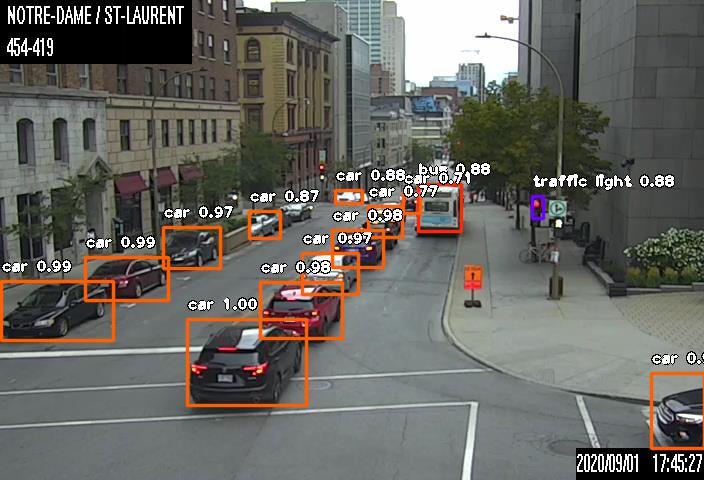 NOTRE-DAME / ST-LAURENT
454-419
bus 0.88
car 0.88
car 0.71
traffic light 0.88
car 0.87
car 0.77
car 0.97
car 0.98
car 0.99
0.97
car 0.99
car 0.98
car 1.00
car 0.9
2020/09/01 17:45:27